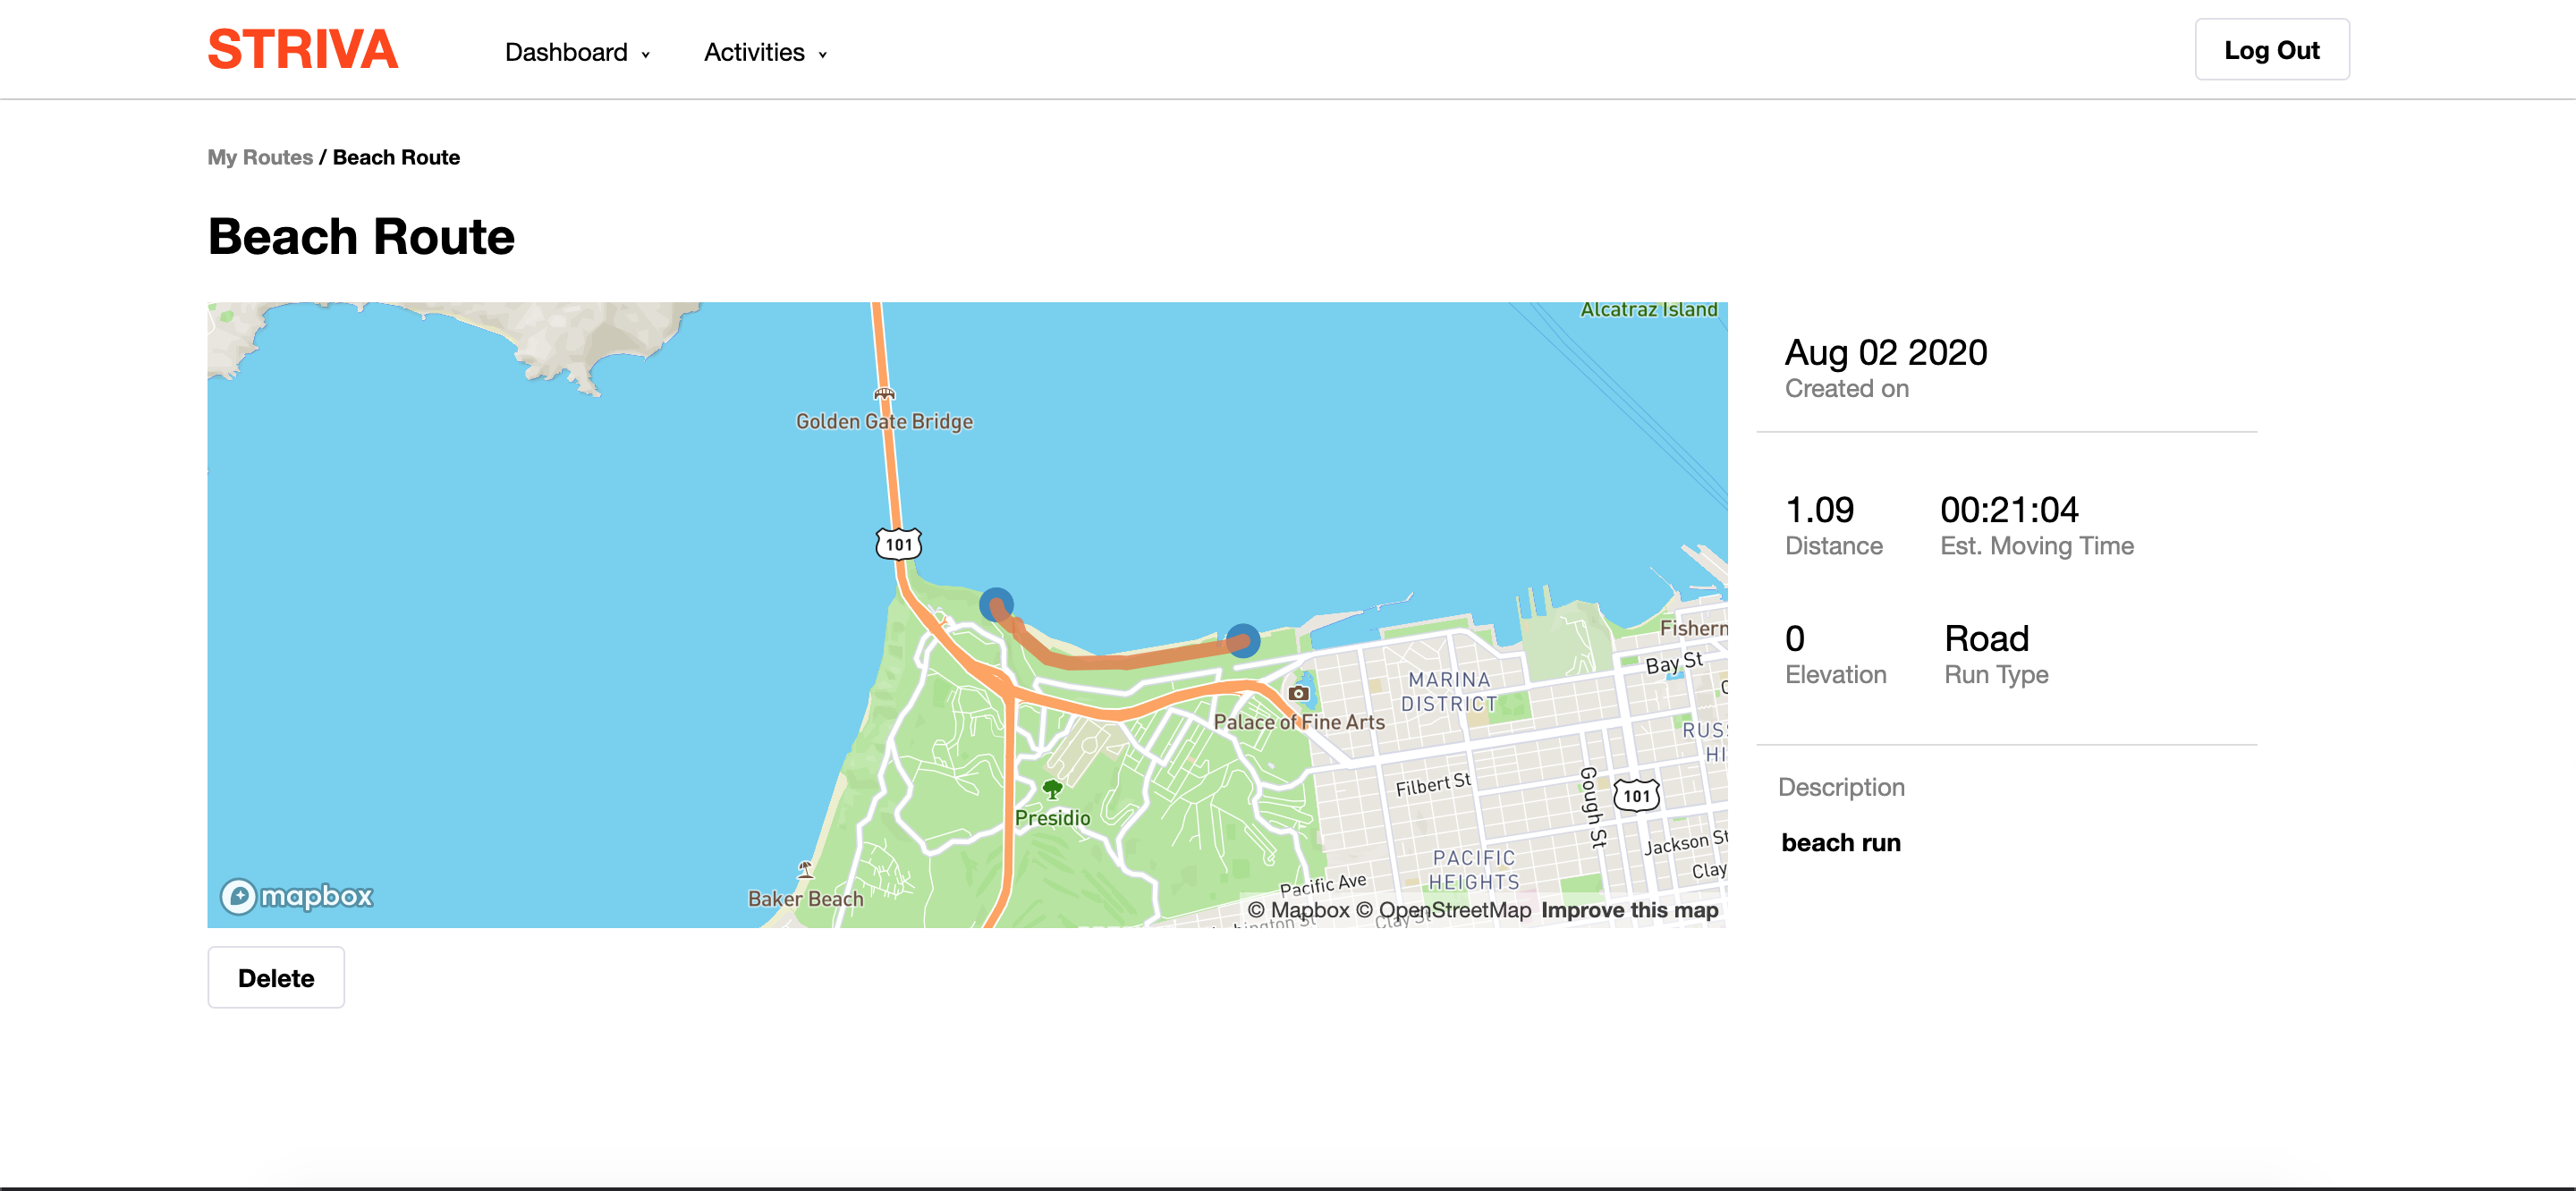 STRIVA
Dashboard
Activities
Log Out
My Routes / Beach Route
Beach Route
Alcatraz Island
Golden Gate Bridge
101
Fishern
Bay St
MARINA
DISTRICT
Palace of Fine Arts
RUSS
HI
Filbert St
Gough St
101
Presidio
Jackson St
PACIFIC
HEIGHTS
Clay
Pacific Ave
Baker Beach
mapbox
Clay St
© Mapbox © OpenStreetMap Improve this map
Aug 02 2020
Created on
1.09 00:21:04
Distance Est. Moving Time
0 Road
Elevation Run Type
Description
beach run
Delete